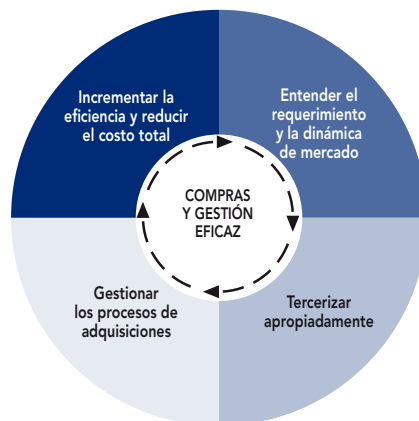 Incrementar la
eficiencia y reducir
el costo total
Entender el
requerimiento
y la dinámica
de mercado
COMPRAS
Y GESTIÓN
EFICAZ
Gestionar
los procesos de
adquisiciones
Tercerizar
apropiadamente